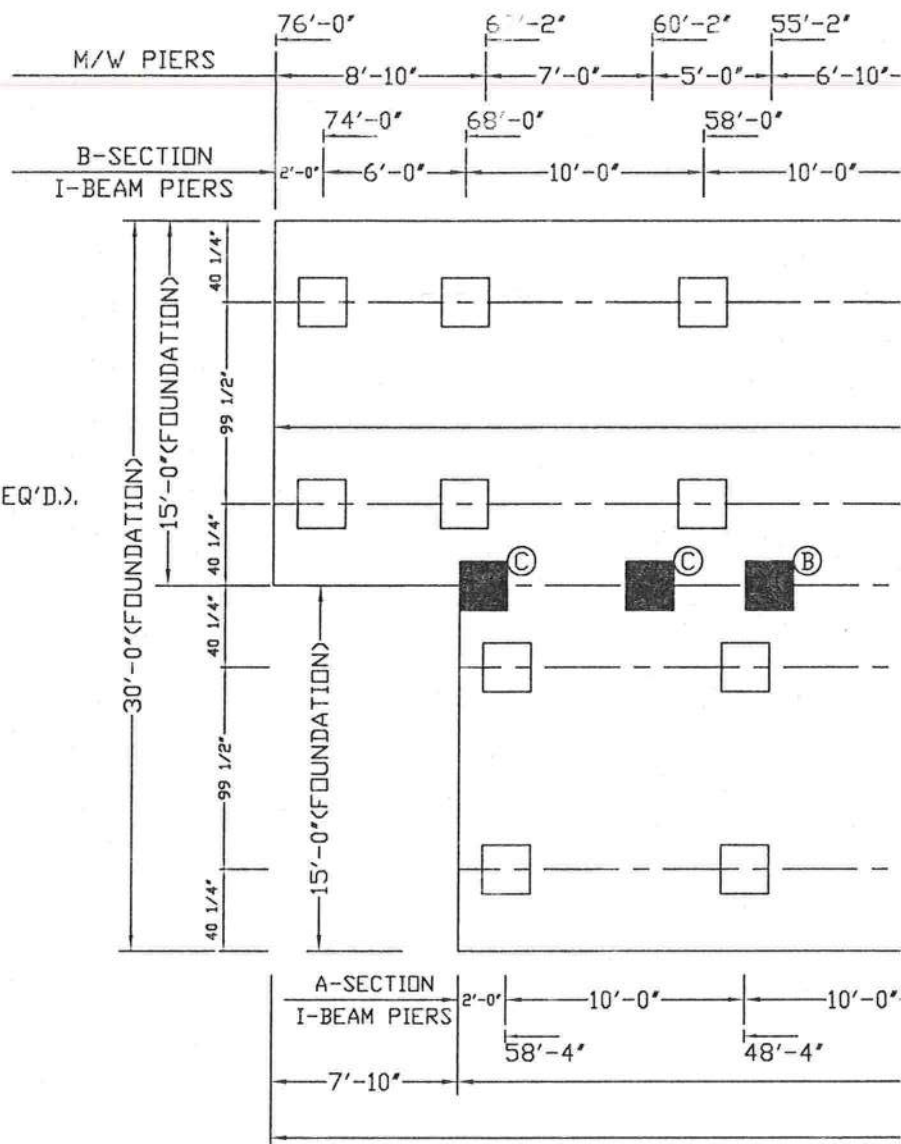 76'-0" 60'-2" 55'-2"
M/W PIERS
8'-10" 7'-0" 5'-0" 6'-10"
74'-0" 68'-0" 58'-0"
B-SECTION
I-BEAM PIERS
2'-0" 6'-0" 10'-0" 10'-0"
40 1/4"
99 1/2"
40 1/4"
15'-0"(FOUNDATION)
30'-0"(FOUNDATION)
EQ'D.).
C C B
40 1/4"
99 1/2"
40 1/4"
15'-0"(FOUNDATION)
A-SECTION
I-BEAM PIERS
2'-0" 10'-0" 10'-0"
58'-4" 48'-4"
7'-10"